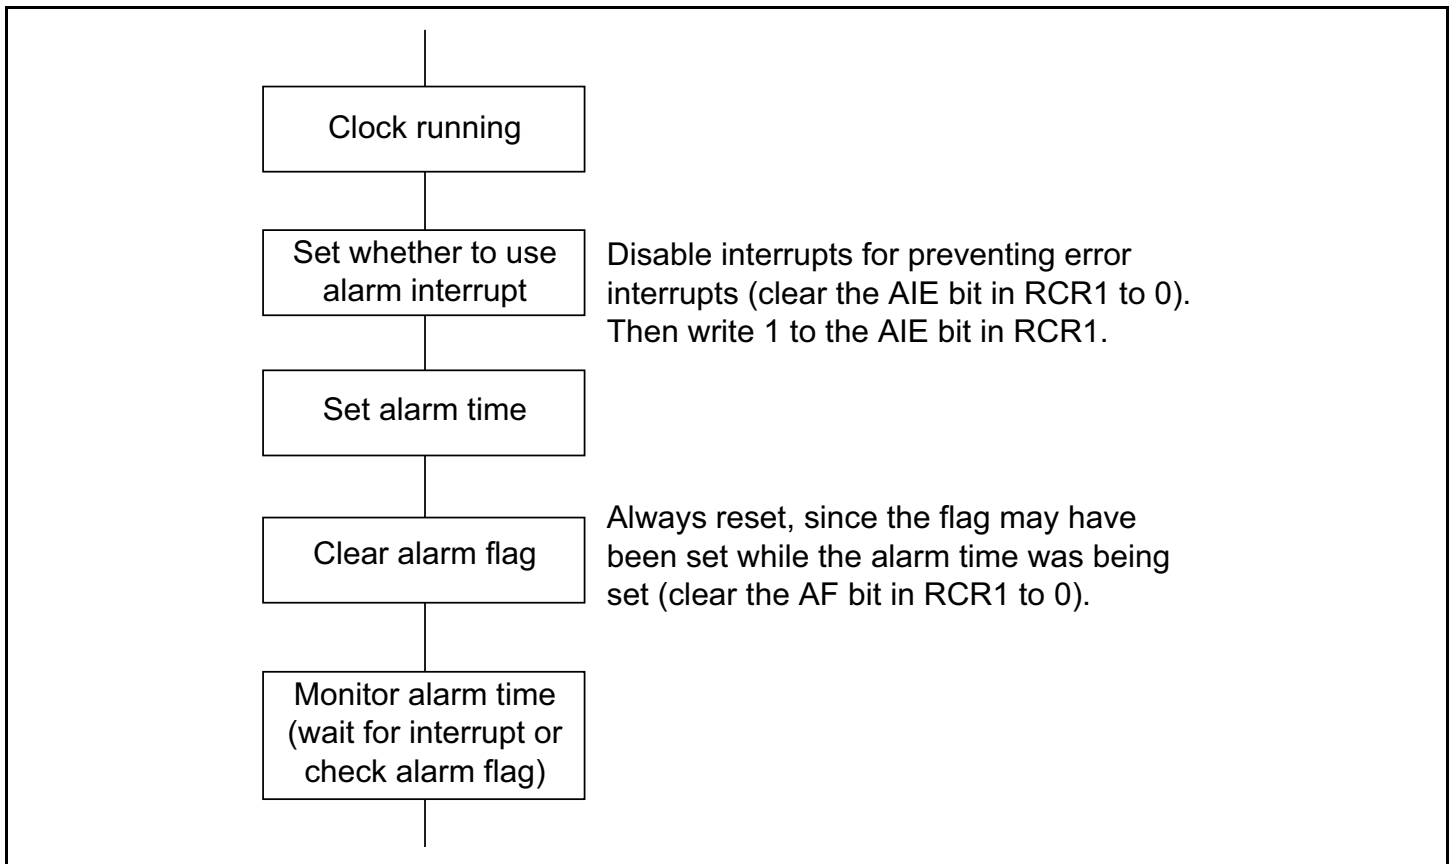 Clock running
Set whether to use
alarm interrupt
Disable interrupts for preventing error
interrupts (clear the AIE bit in RCR1 to 0).
Then write 1 to the AIE bit in RCR1.
Set alarm time
Clear alarm flag
Always reset, since the flag may have
been set while the alarm time was being
set (clear the AF bit in RCR1 to 0).
Monitor alarm time
(wait for interrupt or
check alarm flag)